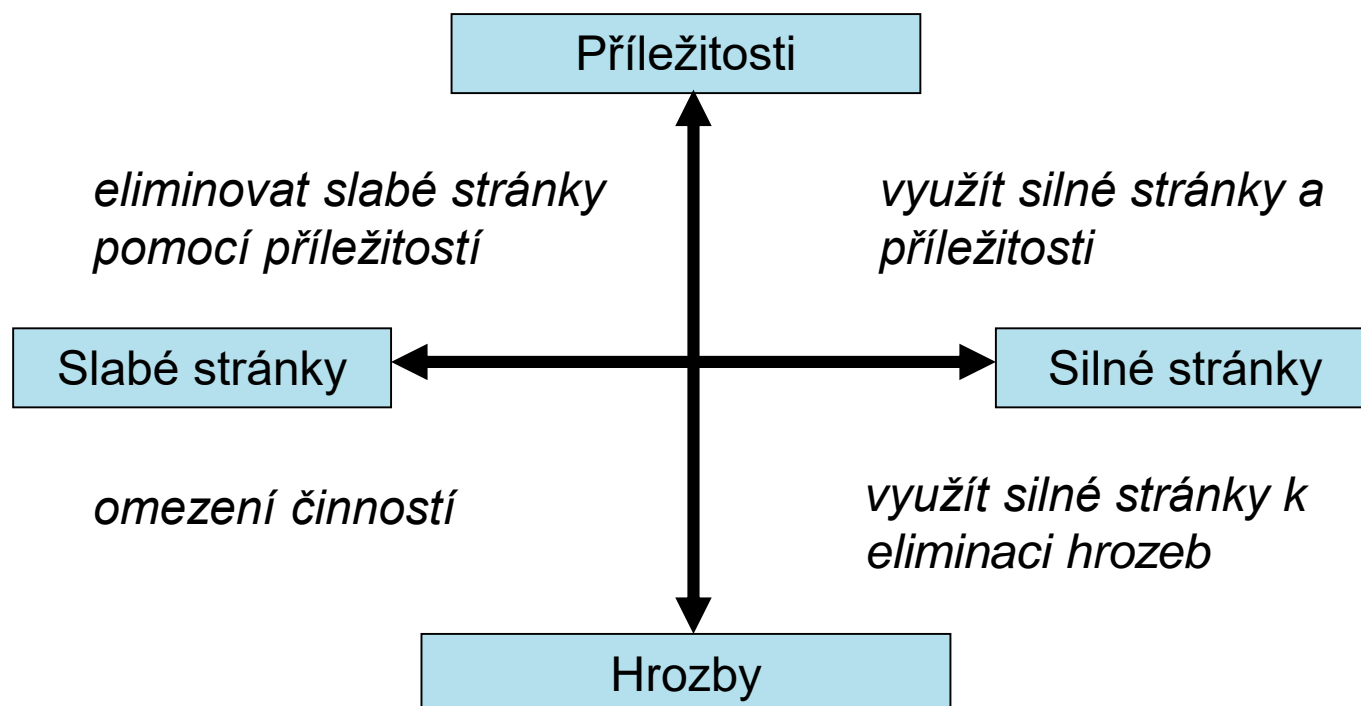 Příležitosti
eliminovat slabé stránky
pomocí příležitostí
využít silné stránky a
příležitosti
Slabé stránky
Silné stránky
omezení činností
využít silné stránky k
eliminaci hrozeb
Hrozby